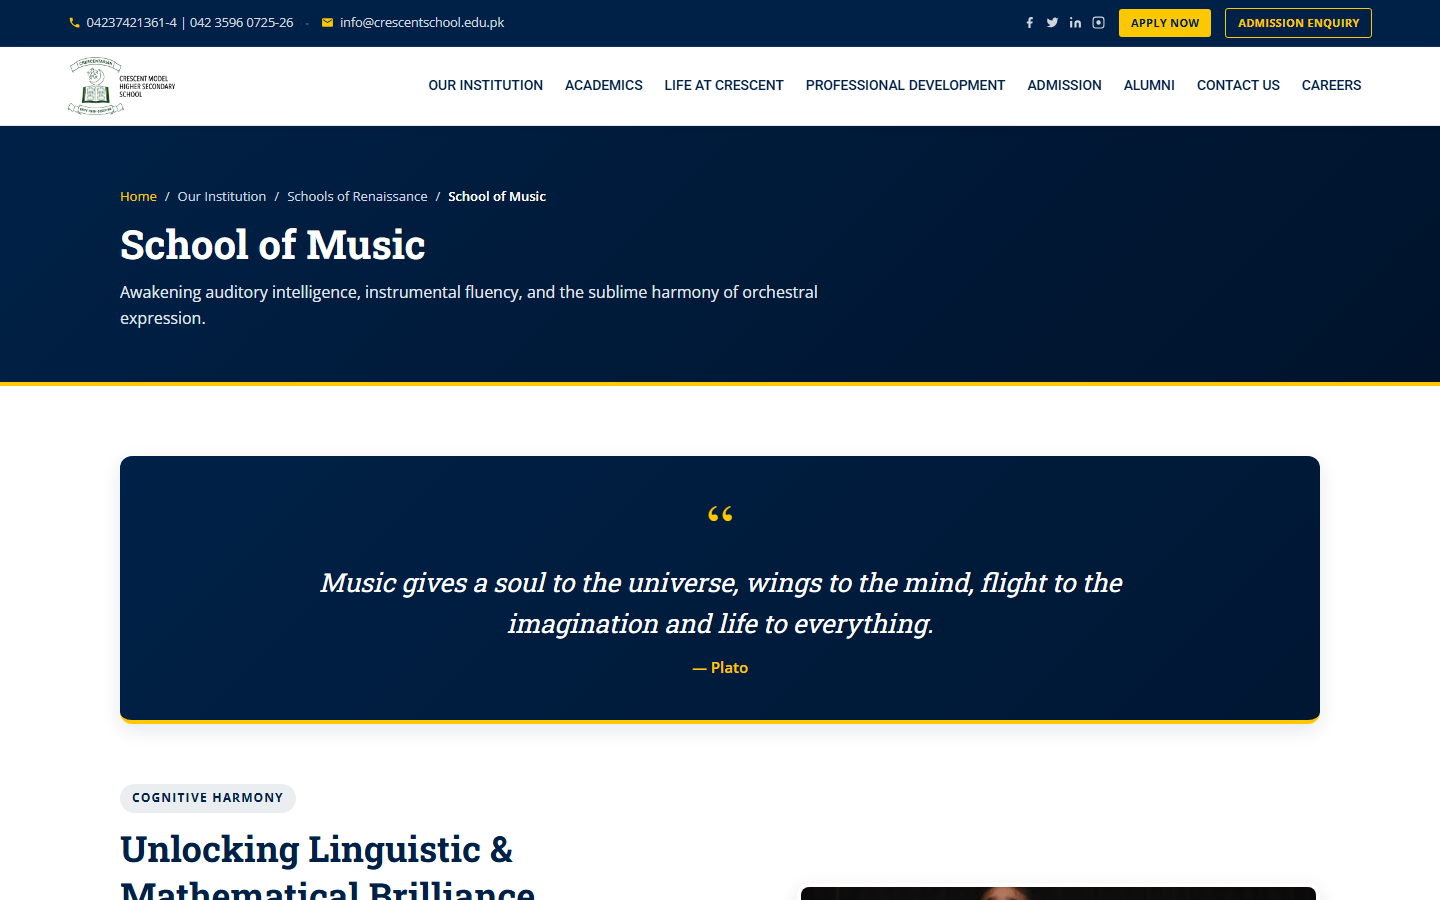 04237421361-4 | 042 3596 0725-26
info@crescentschool.edu.pk
APPLY NOW
ADMISSION ENQUIRY
CRESCENT MODEL
HIGHER SECONDARY
SCHOOL
OUR INSTITUTION
ACADEMICS
LIFE AT CRESCENT
PROFESSIONAL DEVELOPMENT
ADMISSION
ALUMNI
CONTACT US
CAREERS
Home / Our Institution / Schools of Renaissance / School of Music
School of Music
Awakening auditory intelligence, instrumental fluency, and the sublime harmony of orchestral
expression.
“
Music gives a soul to the universe, wings to the mind, flight to the
imagination and life to everything.
— Plato
COGNITIVE HARMONY
Unlocking Linguistic &
Mathematical Brilliance